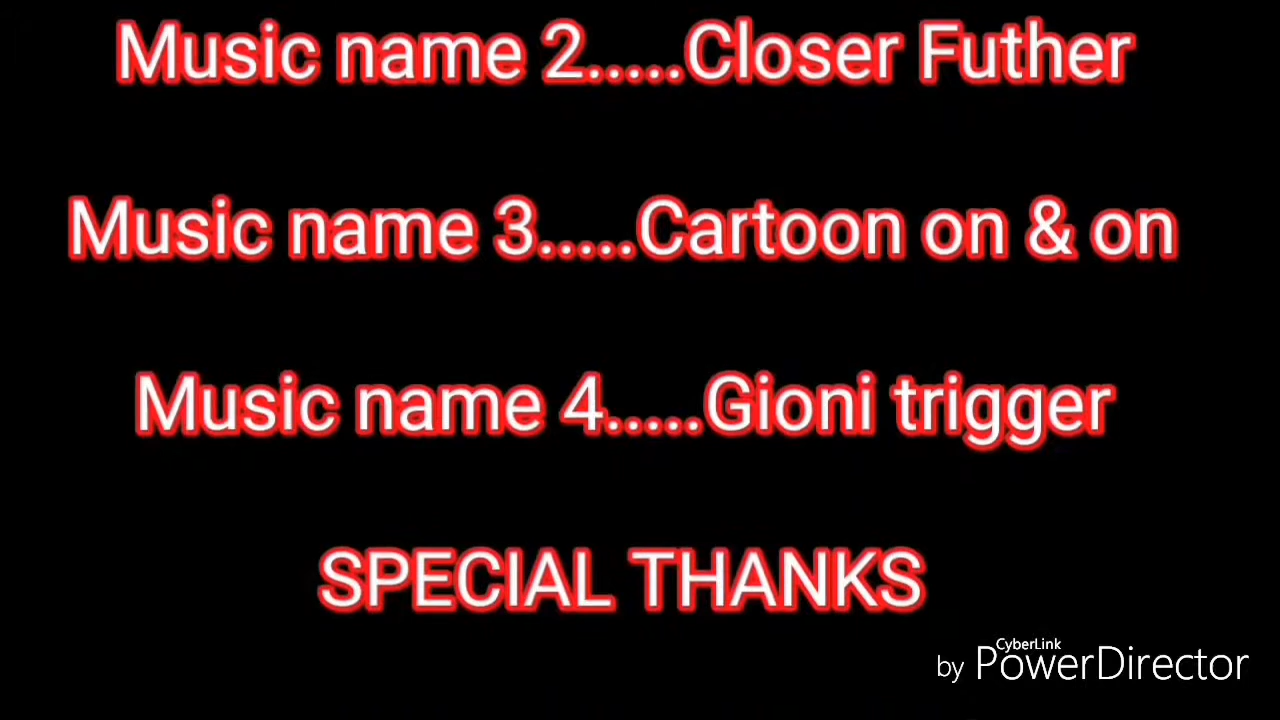 Music name 2.....Closer Futher
Music name 3.....Cartoon on & on
Music name 4.....Gioni trigger
SPECIAL THANKS
CyberLink
by PowerDirector